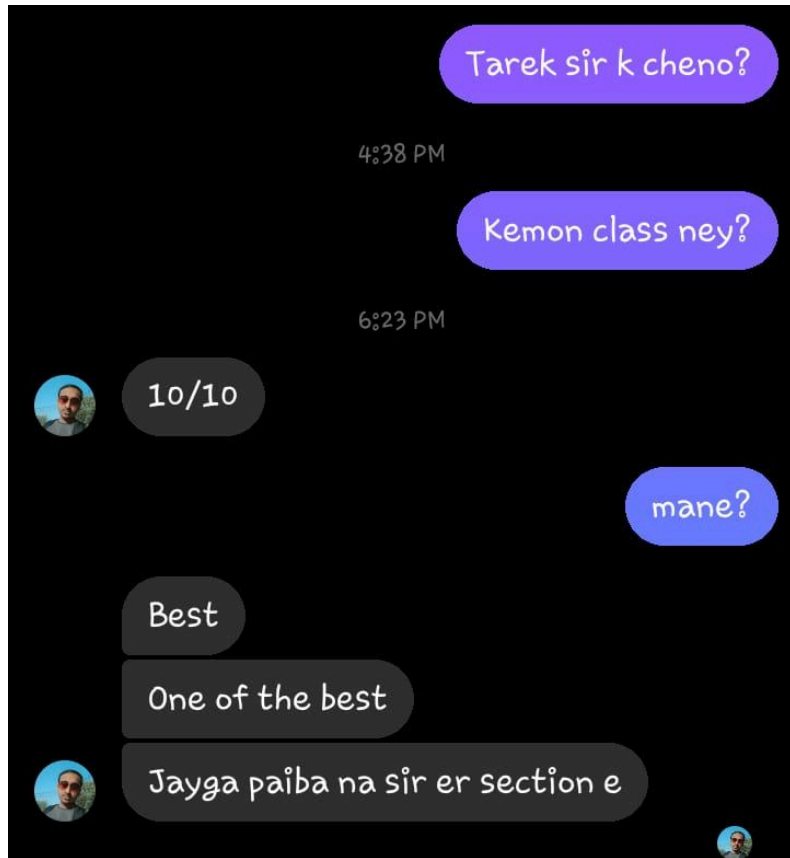 Tarek sir k cheno?
4:38 PM
Kemon class ney?
6:23 PM
10/10
mane?
Best
One of the best
Jayga paiba na sir er section e